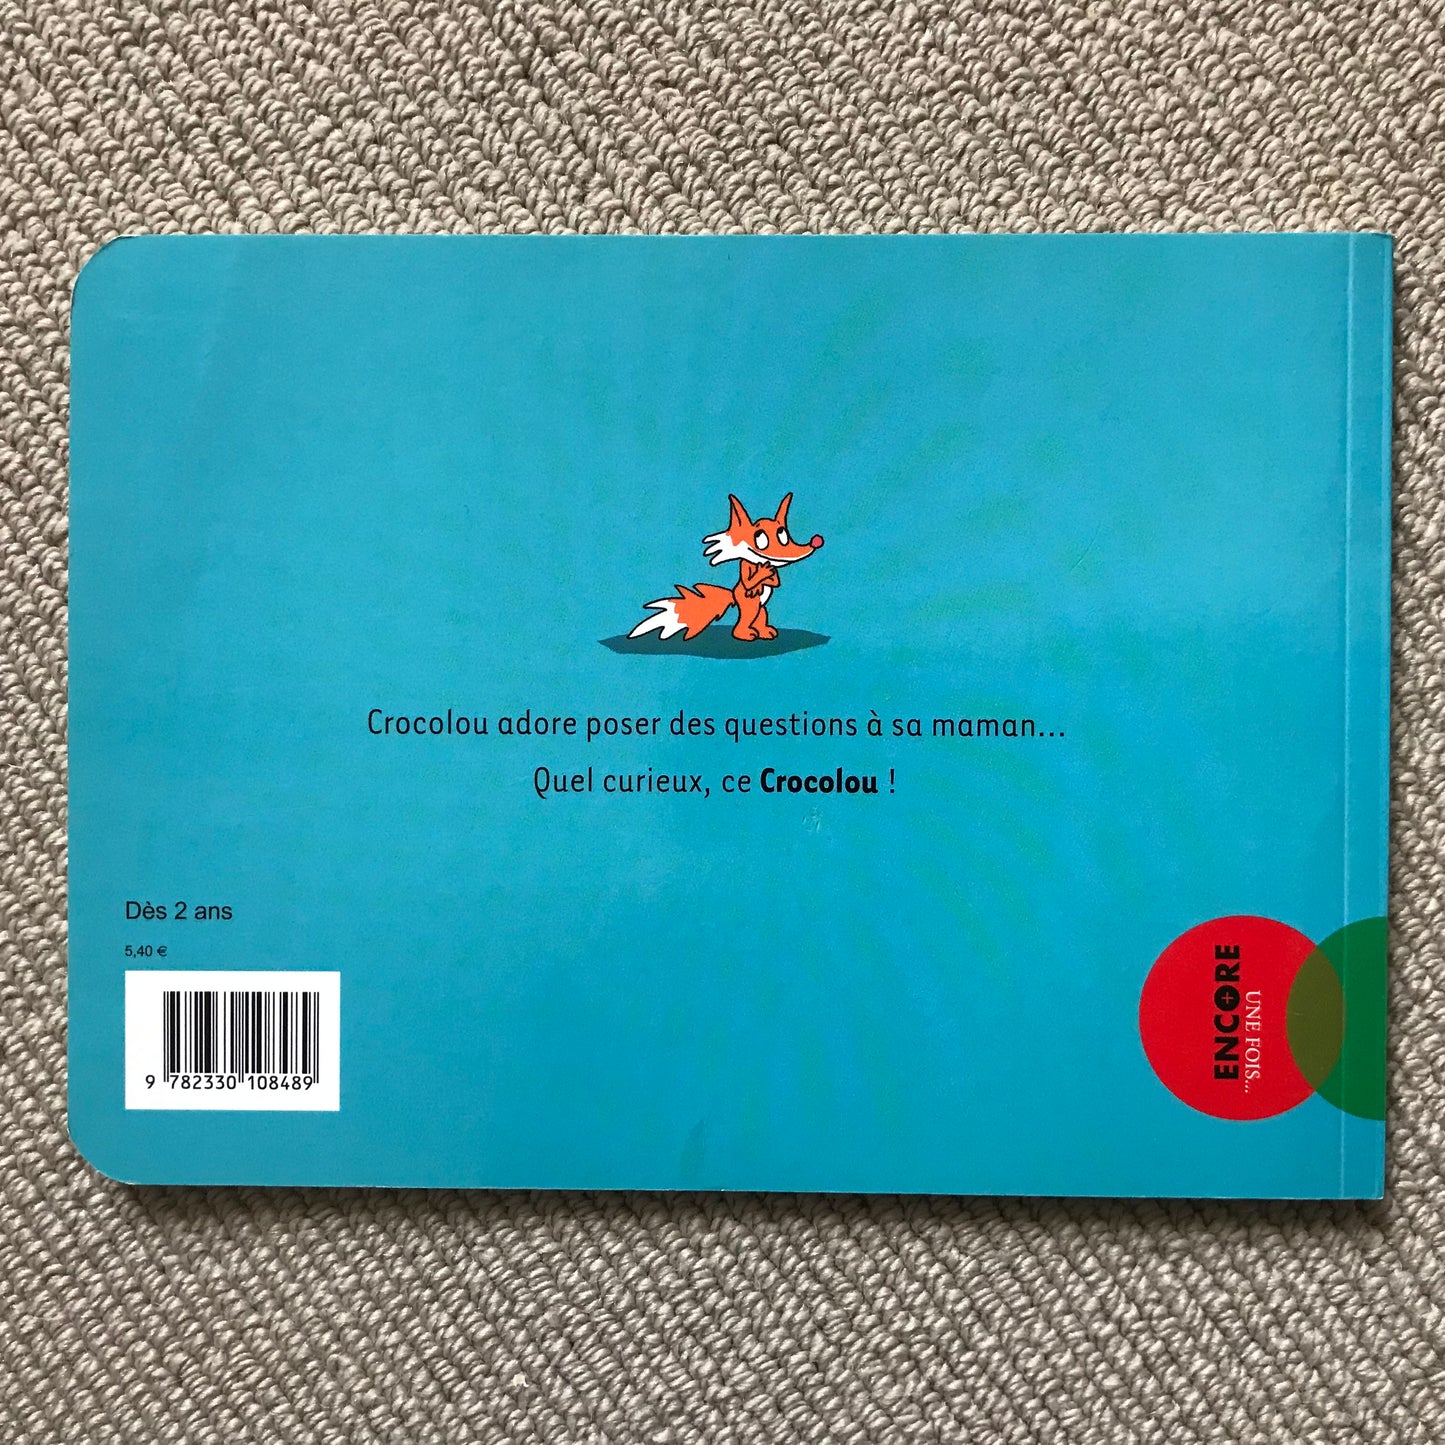 Crocolou adore poser des questions à sa maman...
Quel curieux, ce Crocolou !
Dès 2 ans
5,40 €
9 782330 108489
ENCORE
UNE FOIS...